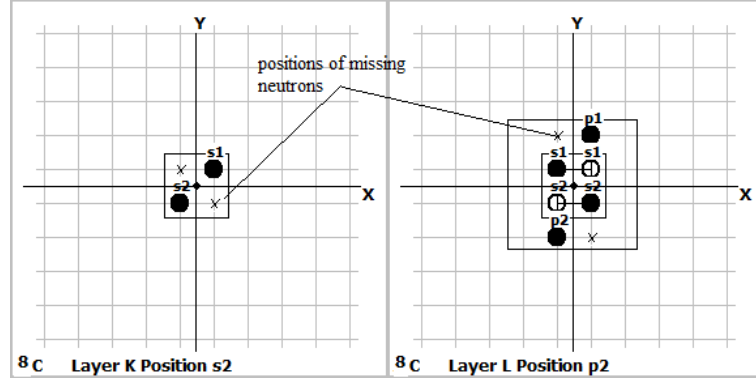 Y
Y
positions of missing
neutrons
p1
s1
s1 s1
s2
s2 s2
X
X
p2
8 C Layer K Position s2
8 C Layer L Position p2